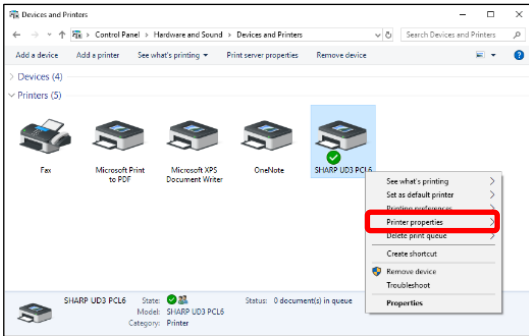 Devices and Printers
Control Panel > Hardware and Sound > Devices and Printers
Search Devices and Printers
Add a device Add a printer See what's printing Print server properties Remove device
Devices (4)
Printers (5)
Fax
Microsoft Print
to PDF
Microsoft XPS
Document Writer
OneNote
SHARP UD3 PCL6
See what's printing
Set as default printer
Printing preferences
Printer properties
Delete print queue
Create shortcut
Remove device
Troubleshoot
Properties
SHARP UD3 PCL6 State: Status: 0 document(s) in queue
Model: SHARP UD3 PCL6
Category: Printer